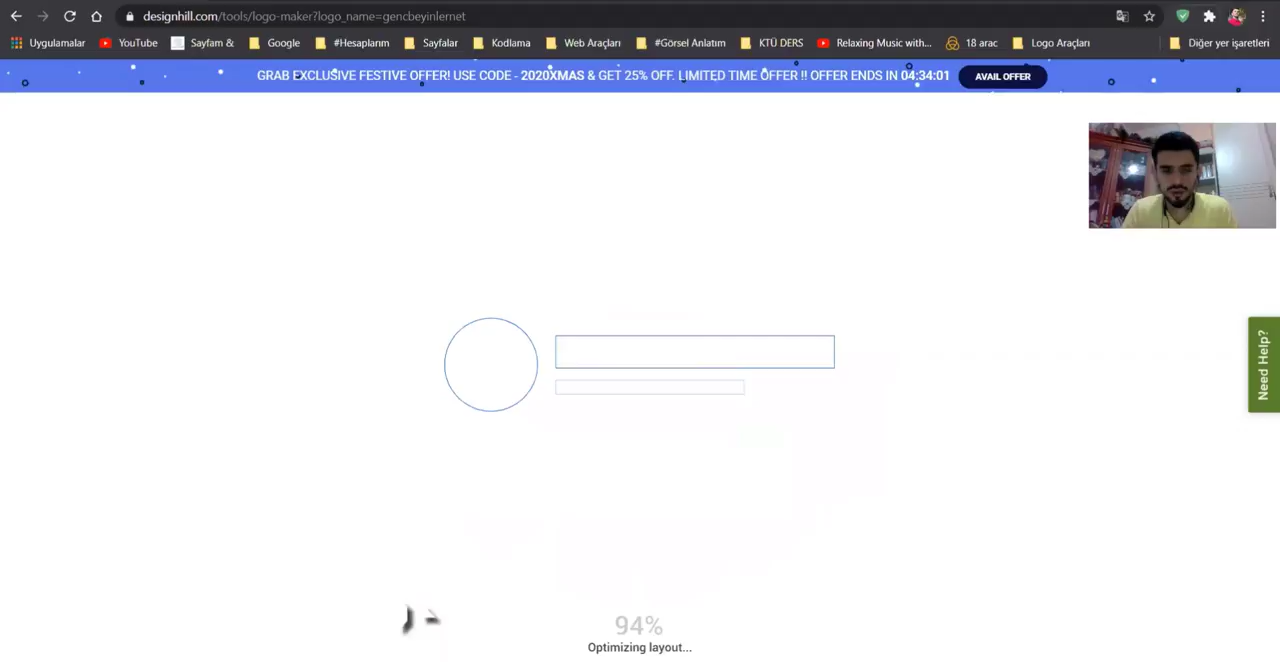 designhill.com/tools/logo-maker?logo_name=gencbeyinlernet
Uygulamalar YouTube Sayfam & Google #Hesaplarım Sayfalar Kodlama Web Araçları #Görsel Anlatım KTÜ DERS Relaxing Music with... 18 arac Logo Araçları Diğer yer işaretleri
GRAB EXCLUSIVE FESTIVE OFFER! USE CODE - 2020XMAS & GET 25% OFF. LIMITED TIME OFFER !! OFFER ENDS IN 04:34:01 AVAIL OFFER
Need Help?
94%
Optimizing layout...